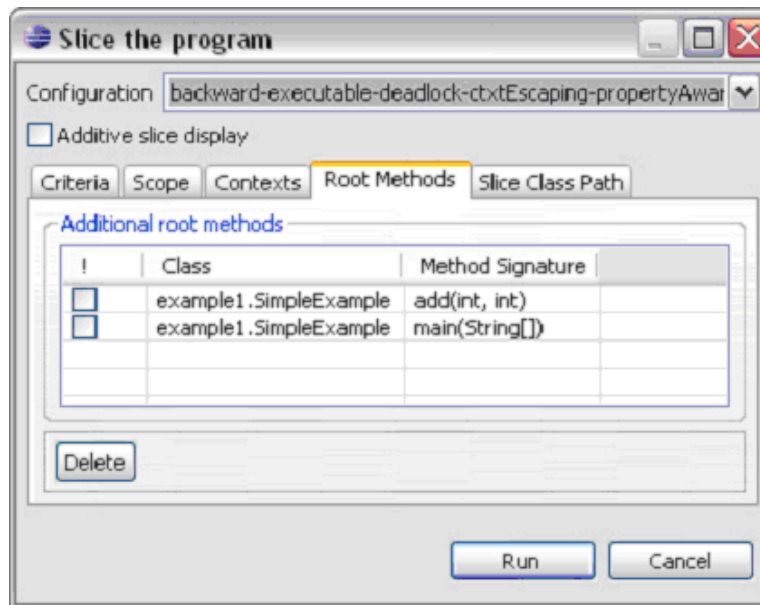 Slice the program
Configuration backward-executable-deadlock-ctxtEscaping-propertyAwar
Additive slice display
Criteria Scope Contexts Root Methods Slice Class Path
Additional root methods
! Class Method Signature
example1.SimpleExample add(int, int)
example1.SimpleExample main(String[])
Delete
Run Cancel